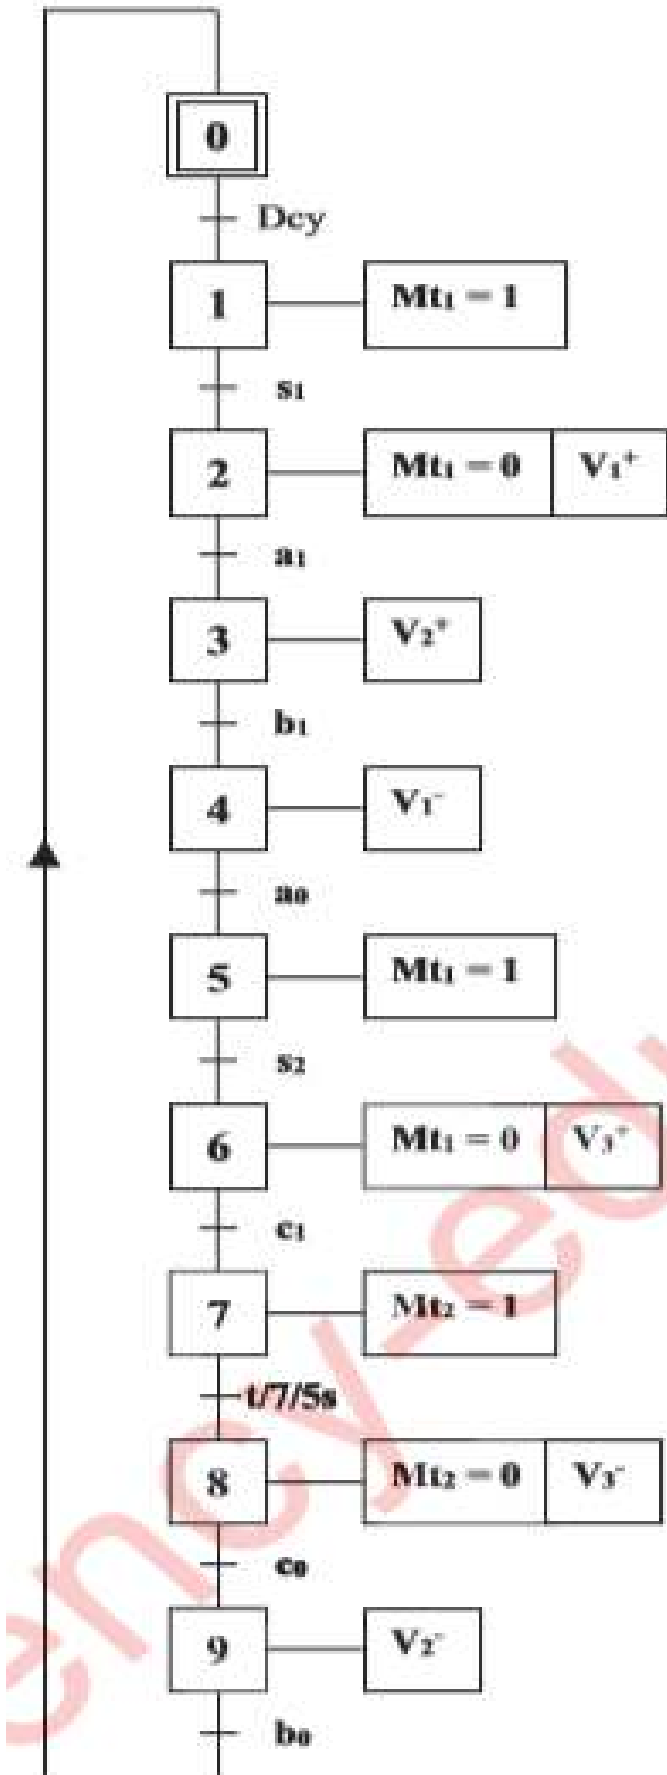 0
Dcy
1 Mt₁ = 1
s₁
2 Mt₁ = 0 V₁⁺
a₁
3 V₂⁺
b₁
4 V₁⁻
a₀
5 Mt₁ = 1
s₂
6 Mt₁ = 0 V₃⁺
c₁
7 Mt₂ = 1
t/7/5s
8 Mt₂ = 0 V₃⁻
c₀
9 V₂⁻
b₀
ency-edu